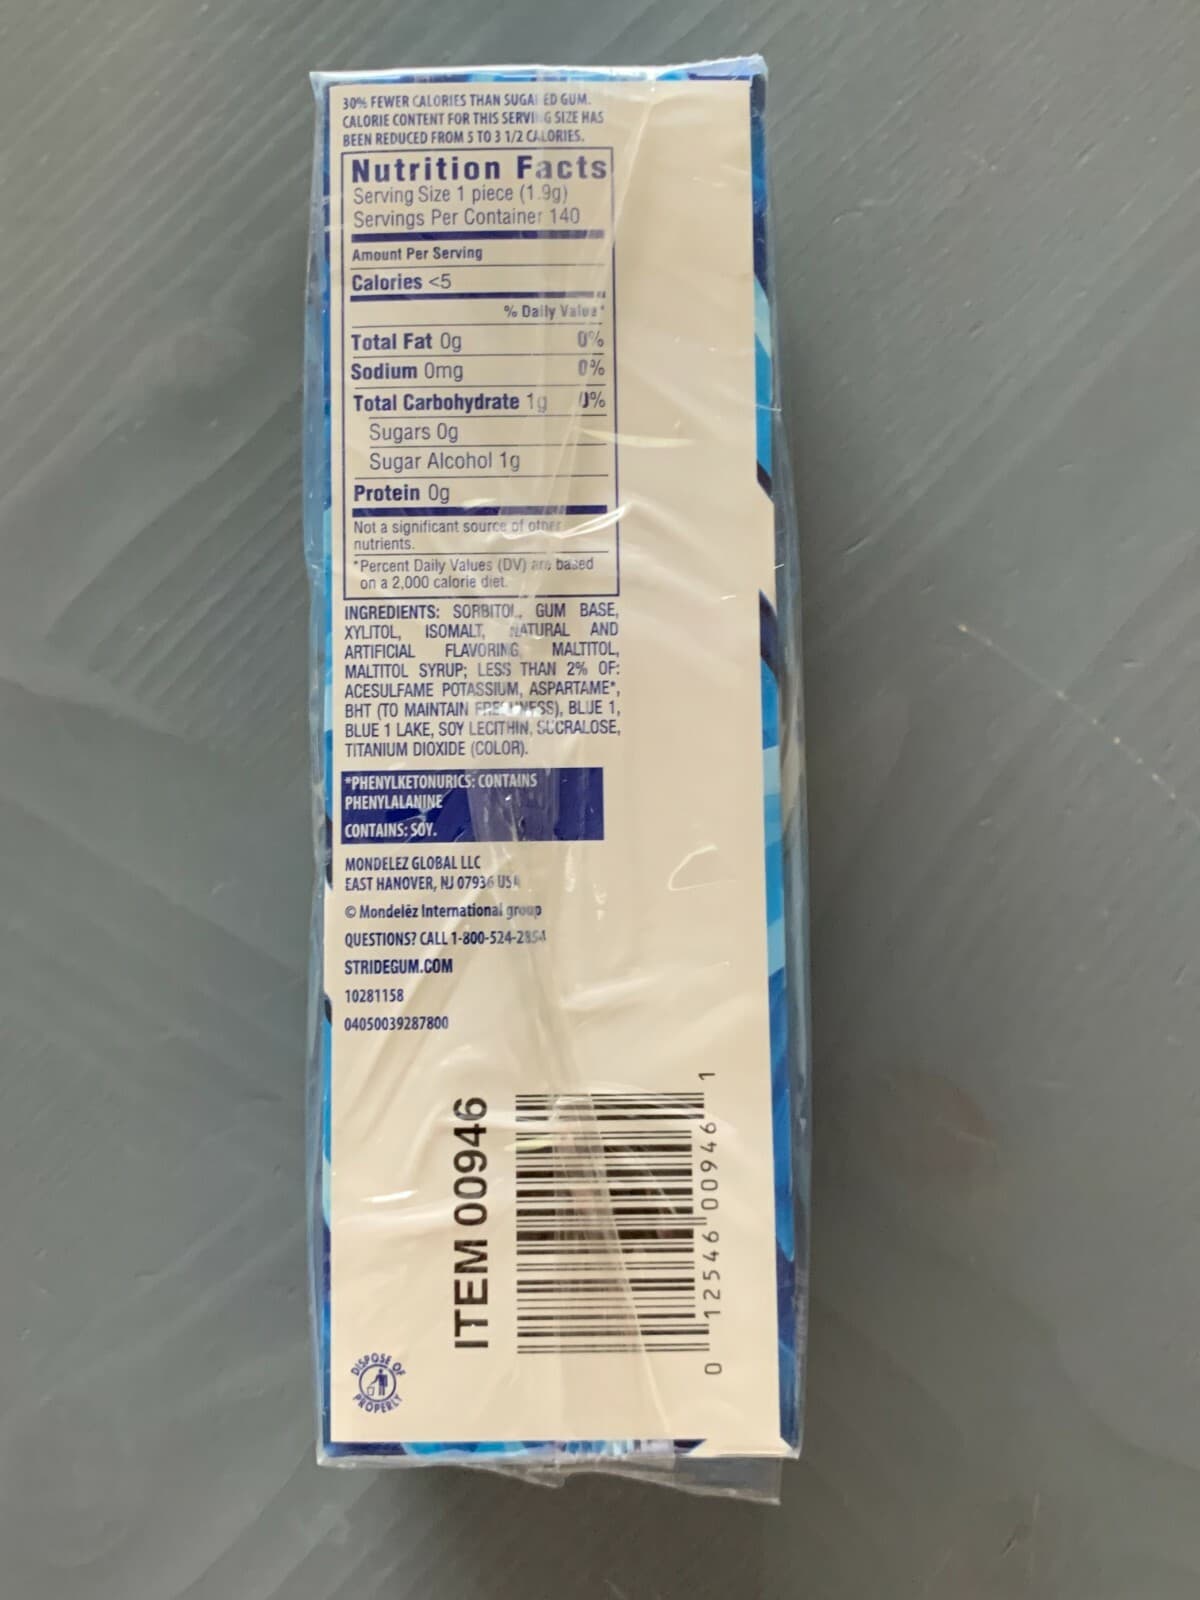 30% FEWER CALORIES THAN SUGARED GUM.
CALORIE CONTENT FOR THIS SERVING SIZE HAS
BEEN REDUCED FROM 5 TO 3 1/2 CALORIES.
Nutrition Facts
Serving Size 1 piece (1.9g)
Servings Per Container 140
Amount Per Serving
Calories <5
% Daily Value*
Total Fat 0g 0%
Sodium 0mg 0%
Total Carbohydrate 1g 0%
Sugars 0g
Sugar Alcohol 1g
Protein 0g
Not a significant source of other
nutrients.
*Percent Daily Values (DV) are based
on a 2,000 calorie diet.
INGREDIENTS: SORBITOL, GUM BASE,
XYLITOL, ISOMALT, NATURAL AND
ARTIFICIAL FLAVORING, MALTITOL,
MALTITOL SYRUP; LESS THAN 2% OF:
ACESULFAME POTASSIUM, ASPARTAME*,
BHT (TO MAINTAIN FRESHNESS), BLUE 1,
BLUE 1 LAKE, SOY LECITHIN, SUCRALOSE,
TITANIUM DIOXIDE (COLOR).
*PHENYLKETONURICS: CONTAINS
PHENYLALANINE
CONTAINS: SOY.
MONDELEZ GLOBAL LLC
EAST HANOVER, NJ 07936 USA
© Mondelēz International group
QUESTIONS? CALL 1-800-524-2854
STRIDEGUM.COM
10281158
04050039287800
ITEM 00946
0 12546 00946 1
DISPOSE OF
PROPERLY